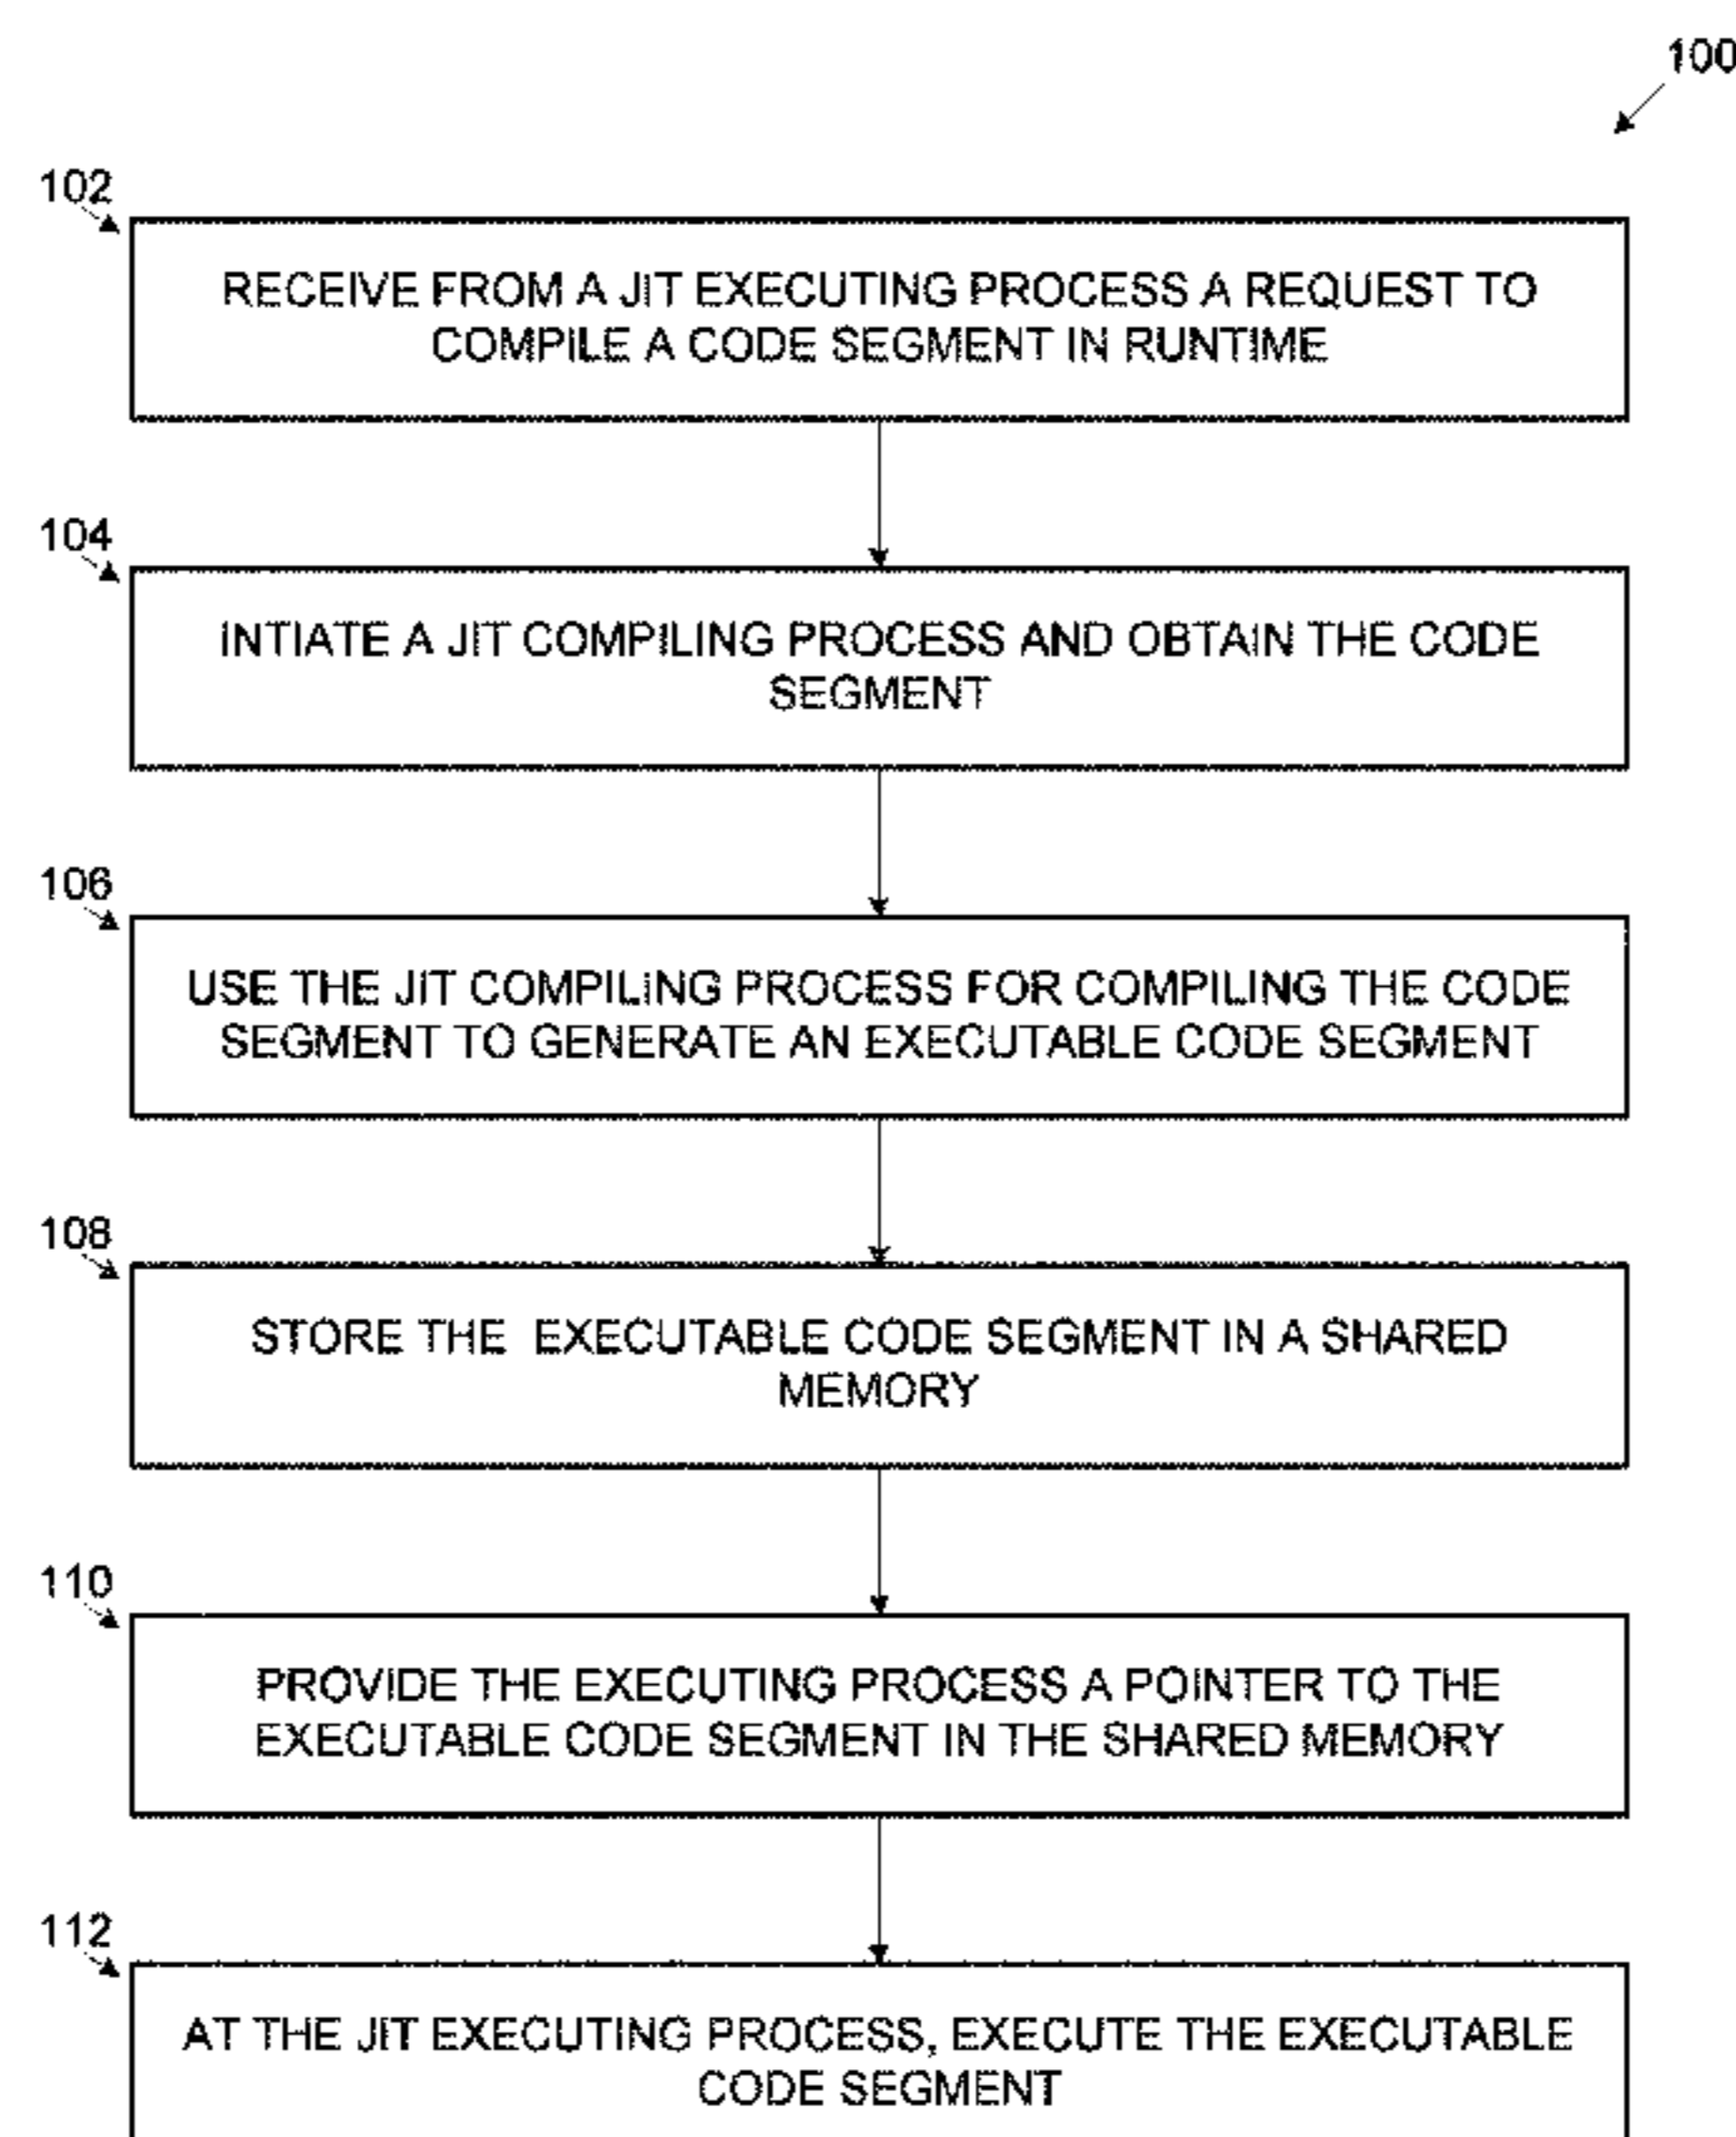 100
102
RECEIVE FROM A JIT EXECUTING PROCESS A REQUEST TO
COMPILE A CODE SEGMENT IN RUNTIME
104
INTIATE A JIT COMPILING PROCESS AND OBTAIN THE CODE
SEGMENT
106
USE THE JIT COMPILING PROCESS FOR COMPILING THE CODE
SEGMENT TO GENERATE AN EXECUTABLE CODE SEGMENT
108
STORE THE EXECUTABLE CODE SEGMENT IN A SHARED
MEMORY
110
PROVIDE THE EXECUTING PROCESS A POINTER TO THE
EXECUTABLE CODE SEGMENT IN THE SHARED MEMORY
112
AT THE JIT EXECUTING PROCESS, EXECUTE THE EXECUTABLE
CODE SEGMENT